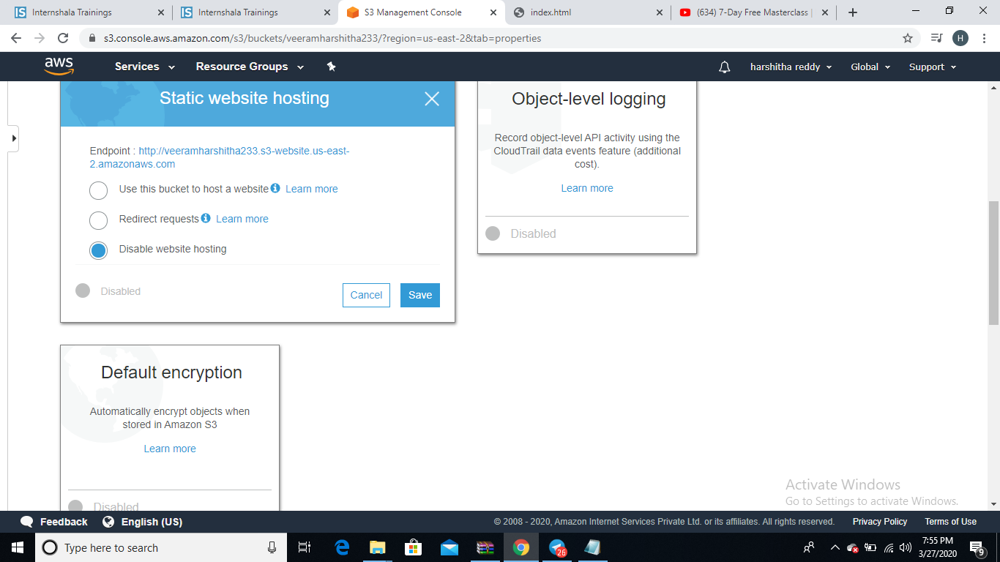 Internshala Trainings
Internshala Trainings
S3 Management Console
index.html
(634) 7-Day Free Masterclass |
s3.console.aws.amazon.com/s3/buckets/veeramharshitha233/?region=us-east-2&tab=properties
H
aws
Services
Resource Groups
harshitha reddy
Global
Support
Static website hosting
Endpoint : http://veeramharshitha233.s3-website.us-east-
2.amazonaws.com
Use this bucket to host a website Learn more
Redirect requests Learn more
Disable website hosting
Disabled
Cancel
Save
Object-level logging
Record object-level API activity using the
CloudTrail data events feature (additional
cost).
Learn more
Disabled
Default encryption
Automatically encrypt objects when
stored in Amazon S3
Learn more
Disabled
Activate Windows
Go to Settings to activate Windows.
Feedback
English (US)
© 2008 - 2020, Amazon Internet Services Private Ltd. or its affiliates. All rights reserved.
Privacy Policy
Terms of Use
Type here to search
26
7:55 PM
3/27/2020
9